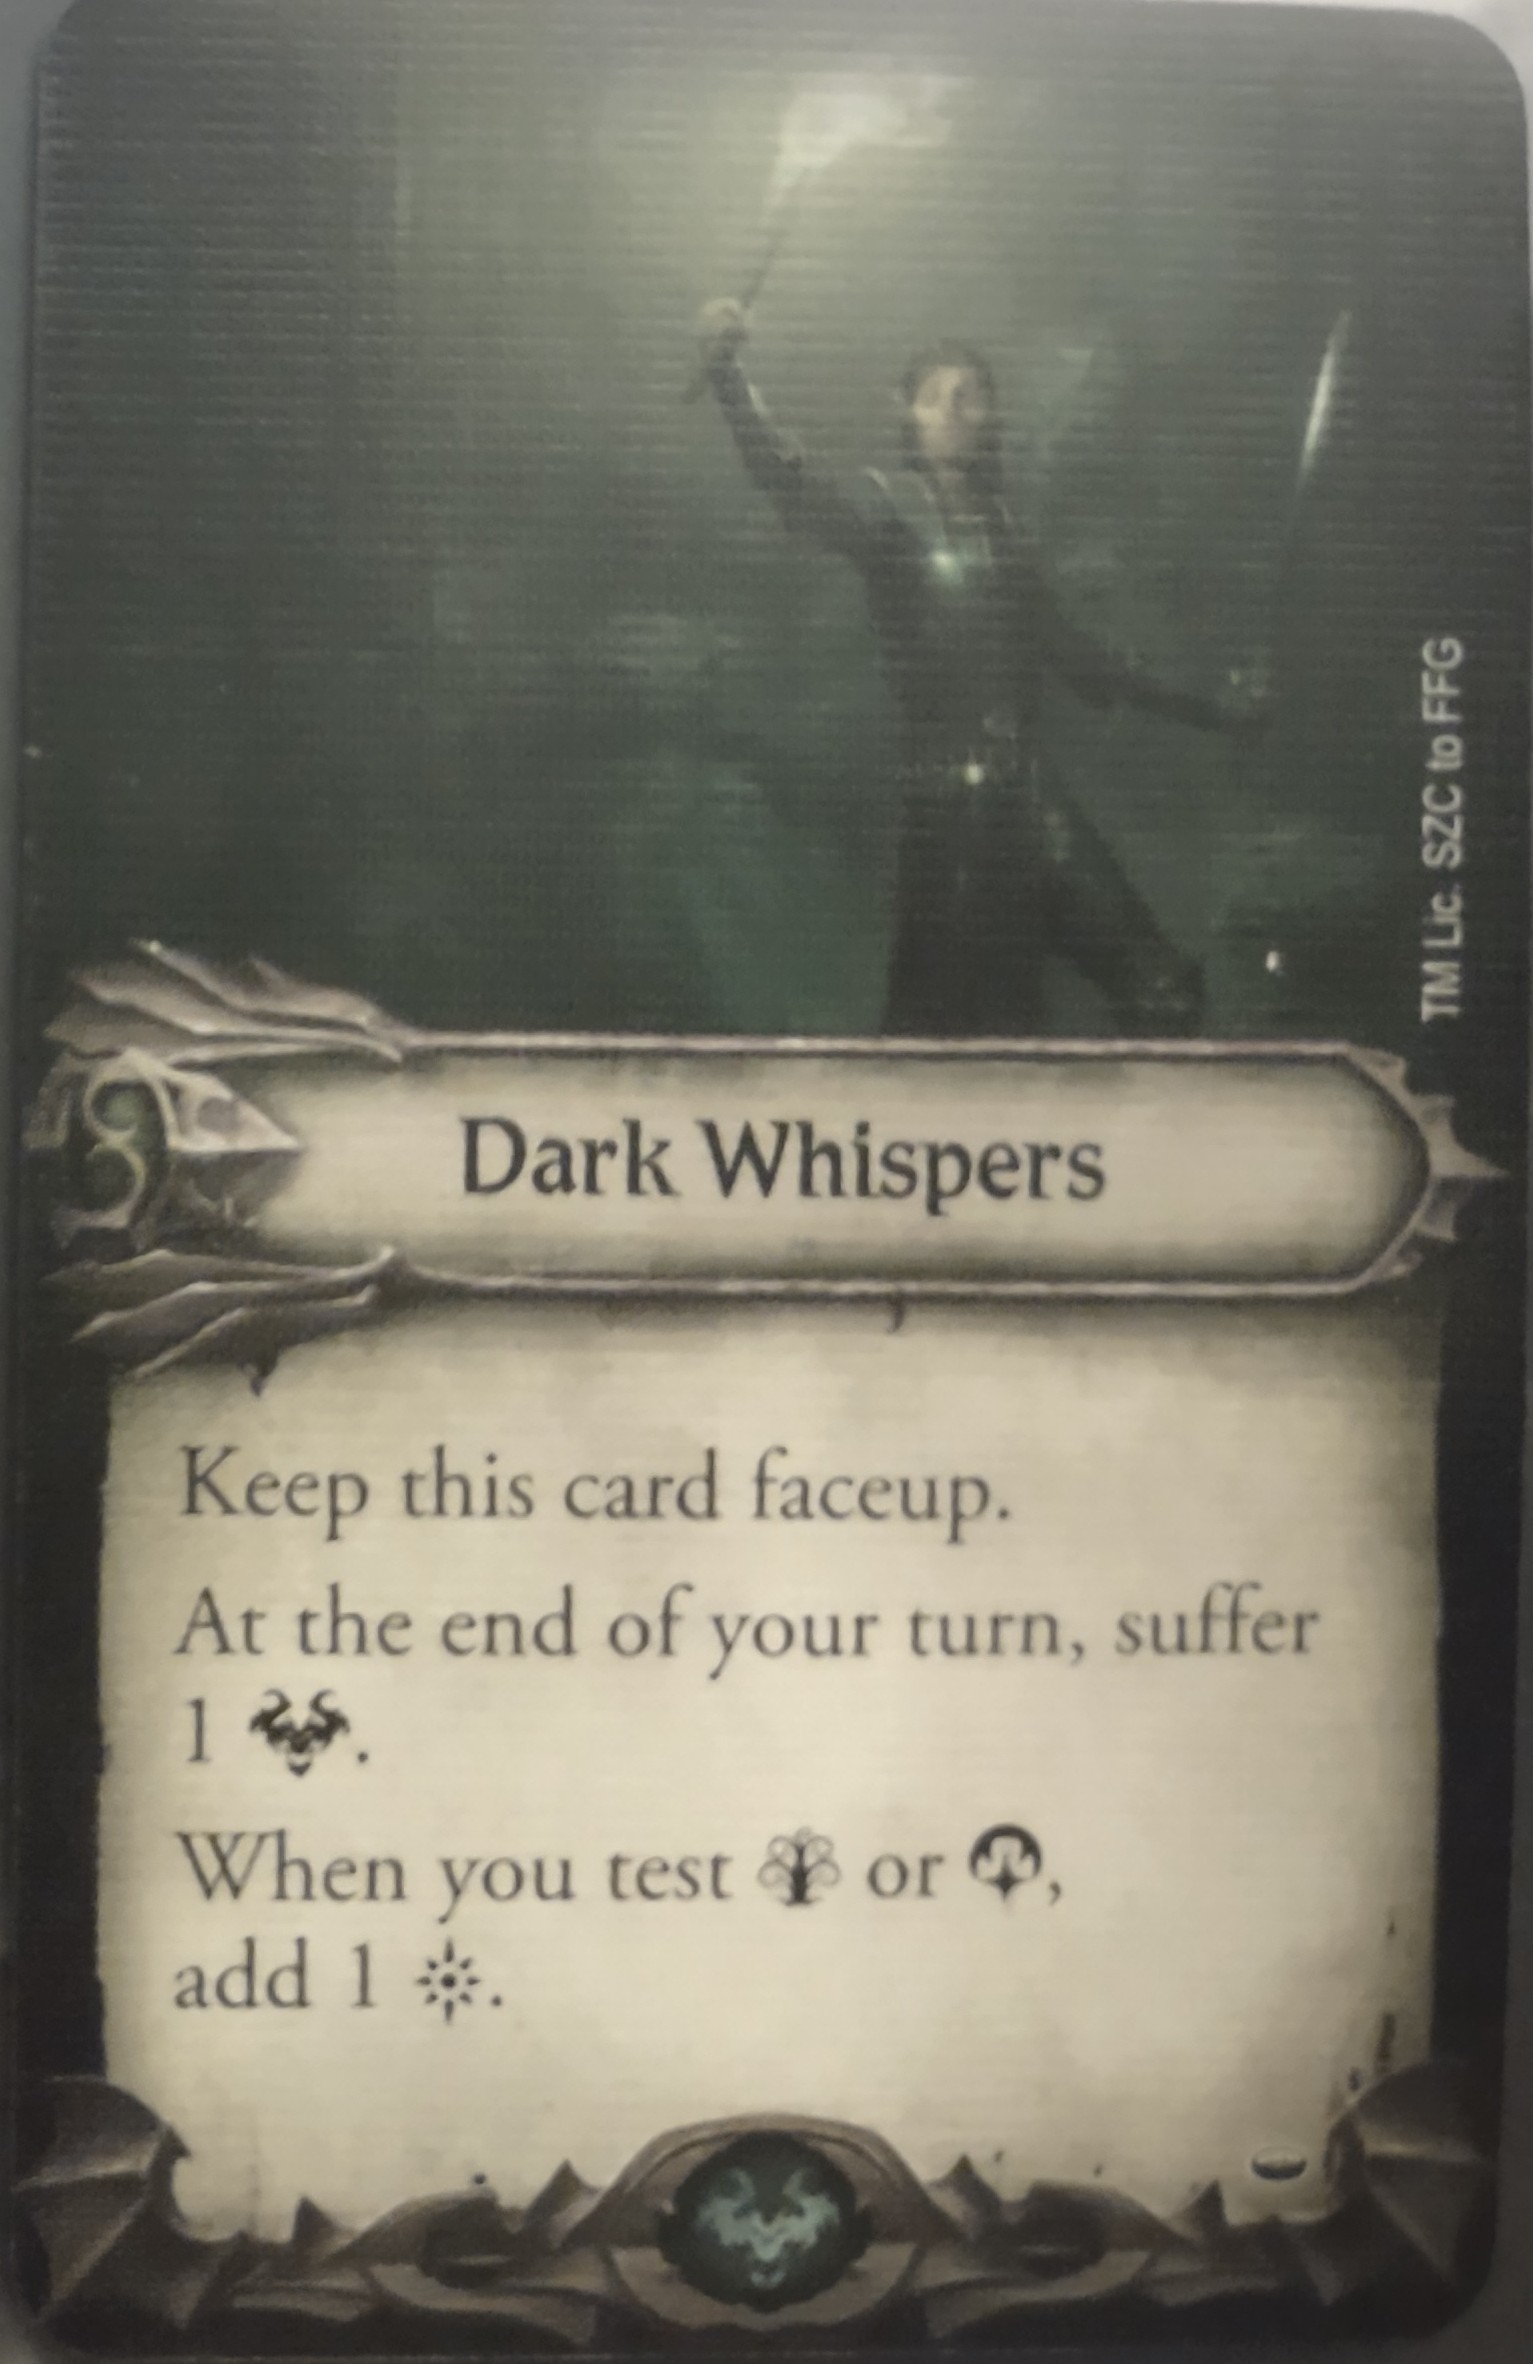 TM Lic. SZC to FFG
Dark Whispers
Keep this card faceup.
At the end of your turn, suffer
1 .
When you test or ,
add 1 .